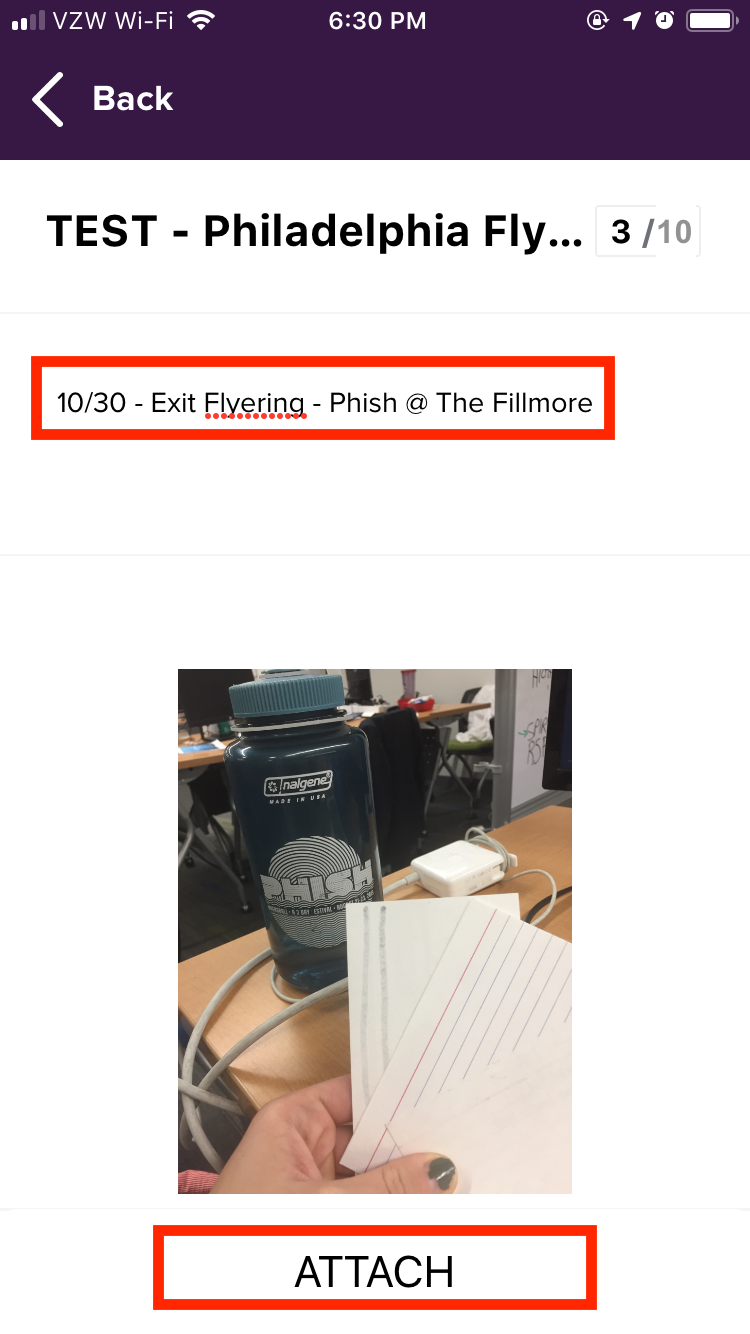 VZW Wi-Fi 6:30 PM
Back
TEST - Philadelphia Fly... 3 /10
10/30 - Exit Flyering - Phish @ The Fillmore
nalgene
MADE IN USA
PHISH
ATTACH